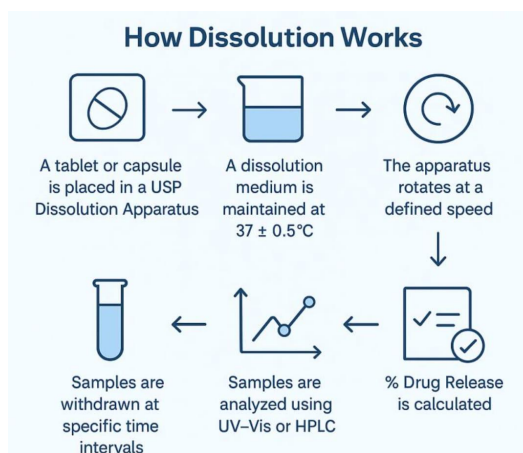 How Dissolution Works
A tablet or capsule
is placed in a USP
Dissolution Apparatus
A dissolution
medium is
maintained at
37 ± 0.5°C
The apparatus
rotates at a
defined speed
% Drug Release
is calculated
Samples are
analyzed using
UV–Vis or HPLC
Samples are
withdrawn at
specific time
intervals